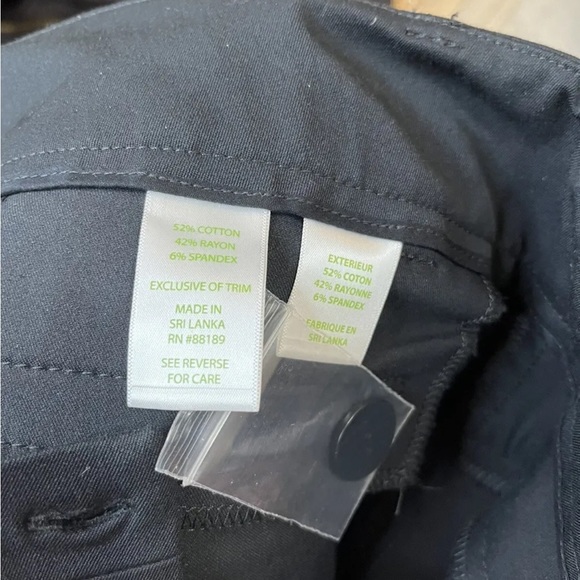 52% COTTON
42% RAYON
6% SPANDEX
EXCLUSIVE OF TRIM
MADE IN
SRI LANKA
RN #88189
SEE REVERSE
FOR CARE
EXTERIEUR
52% COTON
42% RAYONNE
6% SPANDEX
FABRIQUE EN
SRI LANKA